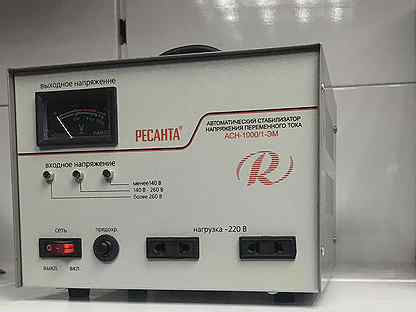 выходное напряжение
V
РЕСАНТА
АВТОМАТИЧЕСКИЙ СТАБИЛИЗАТОР
НАПРЯЖЕНИЯ ПЕРЕМЕННОГО ТОКА
АСН-1000/1-ЭМ
R
входное напряжение
менее 140 В
140 В - 260 В
более 260 В
сеть
предохр.
нагрузка ~220 В
выкл.
вкл.